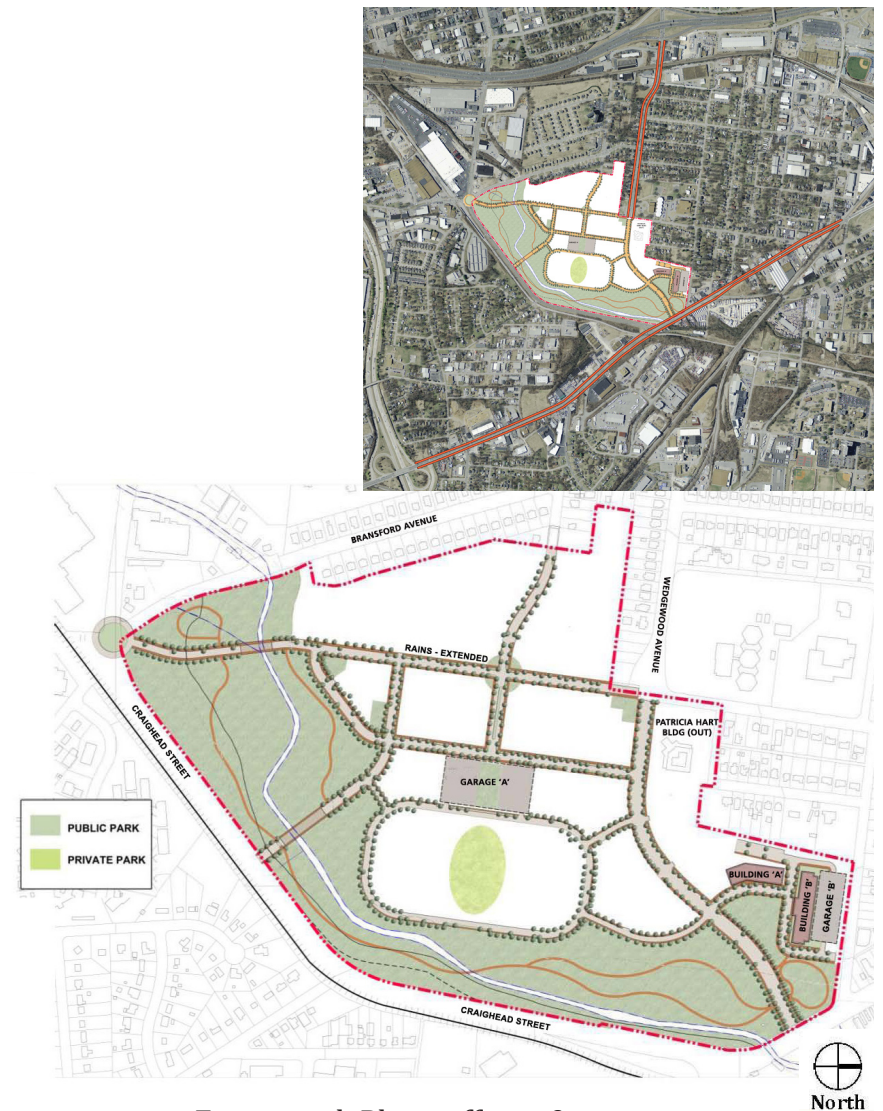 BRANSFORD AVENUE
WEDGEWOOD AVENUE
RAINS - EXTENDED
PATRICIA HART
BLDG (OUT)
CRAIGHEAD STREET
GARAGE 'A'
PUBLIC PARK
PRIVATE PARK
BUILDING 'A'
BUILDING 'B'
GARAGE 'B'
CRAIGHEAD STREET
North